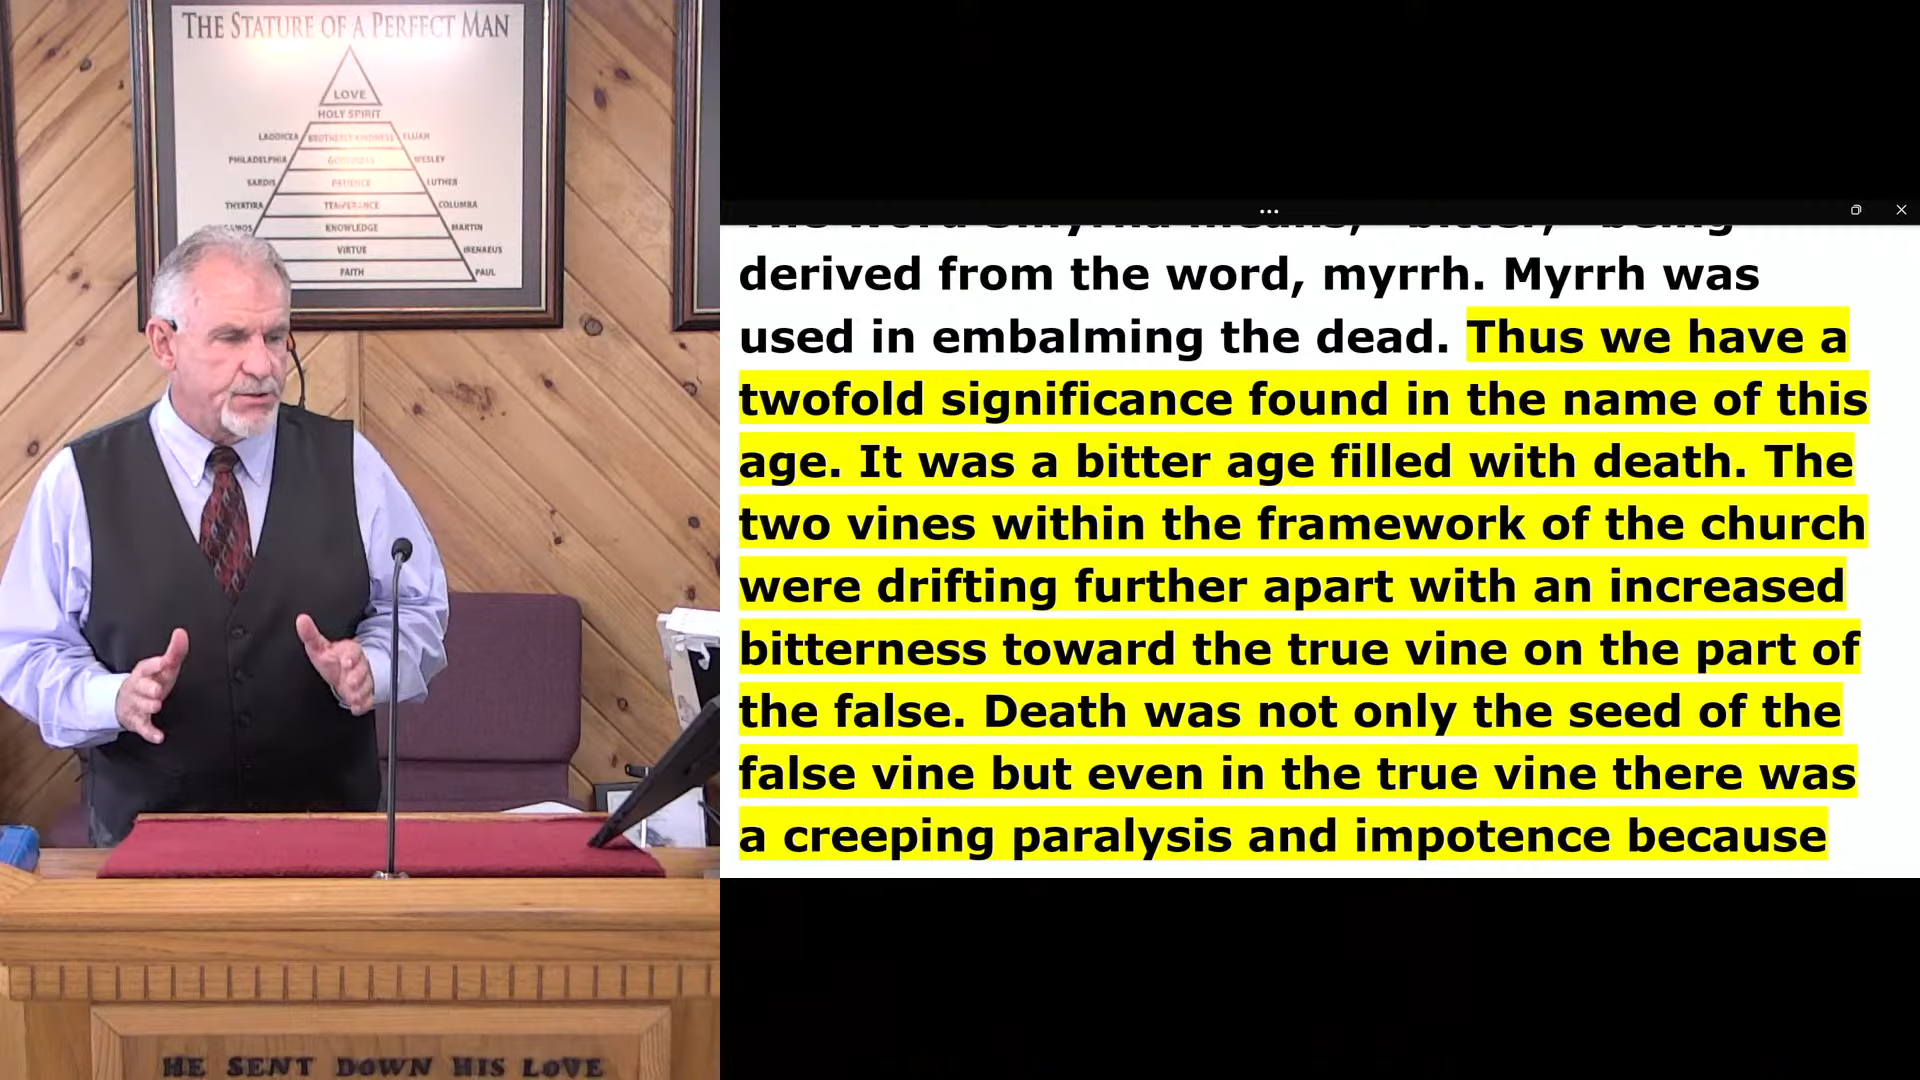 THE STATURE OF A PERFECT MAN
LOVE
HOLY SPIRIT
LAODICEA BROTHERLY KINDNESS ELIJAH
PHILADELPHIA GODLINESS WESLEY
SARDIS PATIENCE LUTHER
THYATIRA TEMPERANCE COLUMBA
KNOWLEDGE MARTIN
VIRTUE IRENAEUS
FAITH PAUL
HE SENT DOWN HIS LOVE
derived from the word, myrrh. Myrrh was
used in embalming the dead. Thus we have a
twofold significance found in the name of this
age. It was a bitter age filled with death. The
two vines within the framework of the church
were drifting further apart with an increased
bitterness toward the true vine on the part of
the false. Death was not only the seed of the
false vine but even in the true vine there was
a creeping paralysis and impotence because